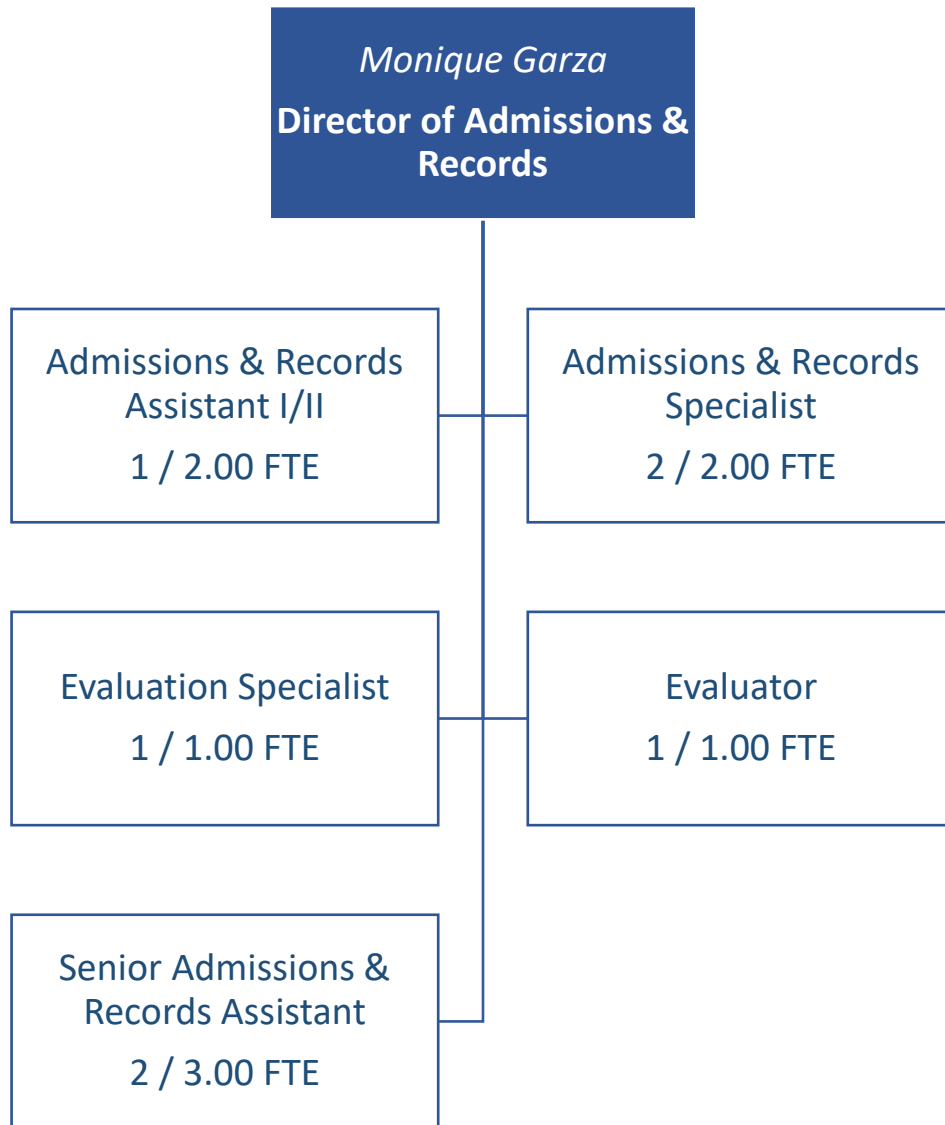 Monique Garza
Director of Admissions &
Records
Admissions & Records
Assistant I/II
1 / 2.00 FTE
Admissions & Records
Specialist
2 / 2.00 FTE
Evaluation Specialist
1 / 1.00 FTE
Evaluator
1 / 1.00 FTE
Senior Admissions &
Records Assistant
2 / 3.00 FTE